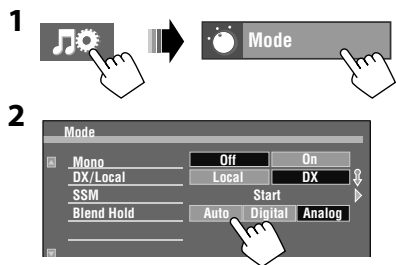 1
Mode
2
Mode
Mono Off On
DX/Local Local DX
SSM Start
Blend Hold Auto Digital Analog